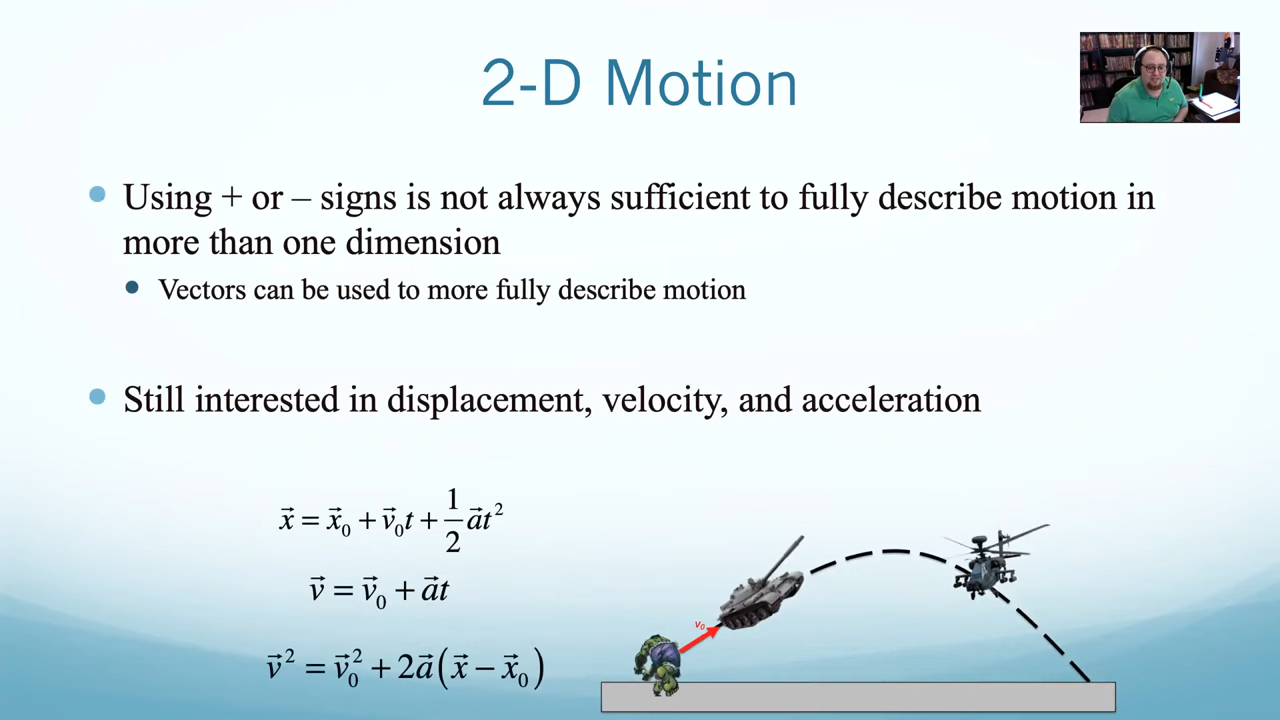 2-D Motion
Using + or – signs is not always sufficient to fully describe motion in
more than one dimension
Vectors can be used to more fully describe motion
Still interested in displacement, velocity, and acceleration
x⃗ = x⃗₀ + v⃗₀t + 1/2 a⃗t²
v⃗ = v⃗₀ + a⃗t
v₀
v⃗² = v⃗₀² + 2a⃗(x⃗ − x⃗₀)